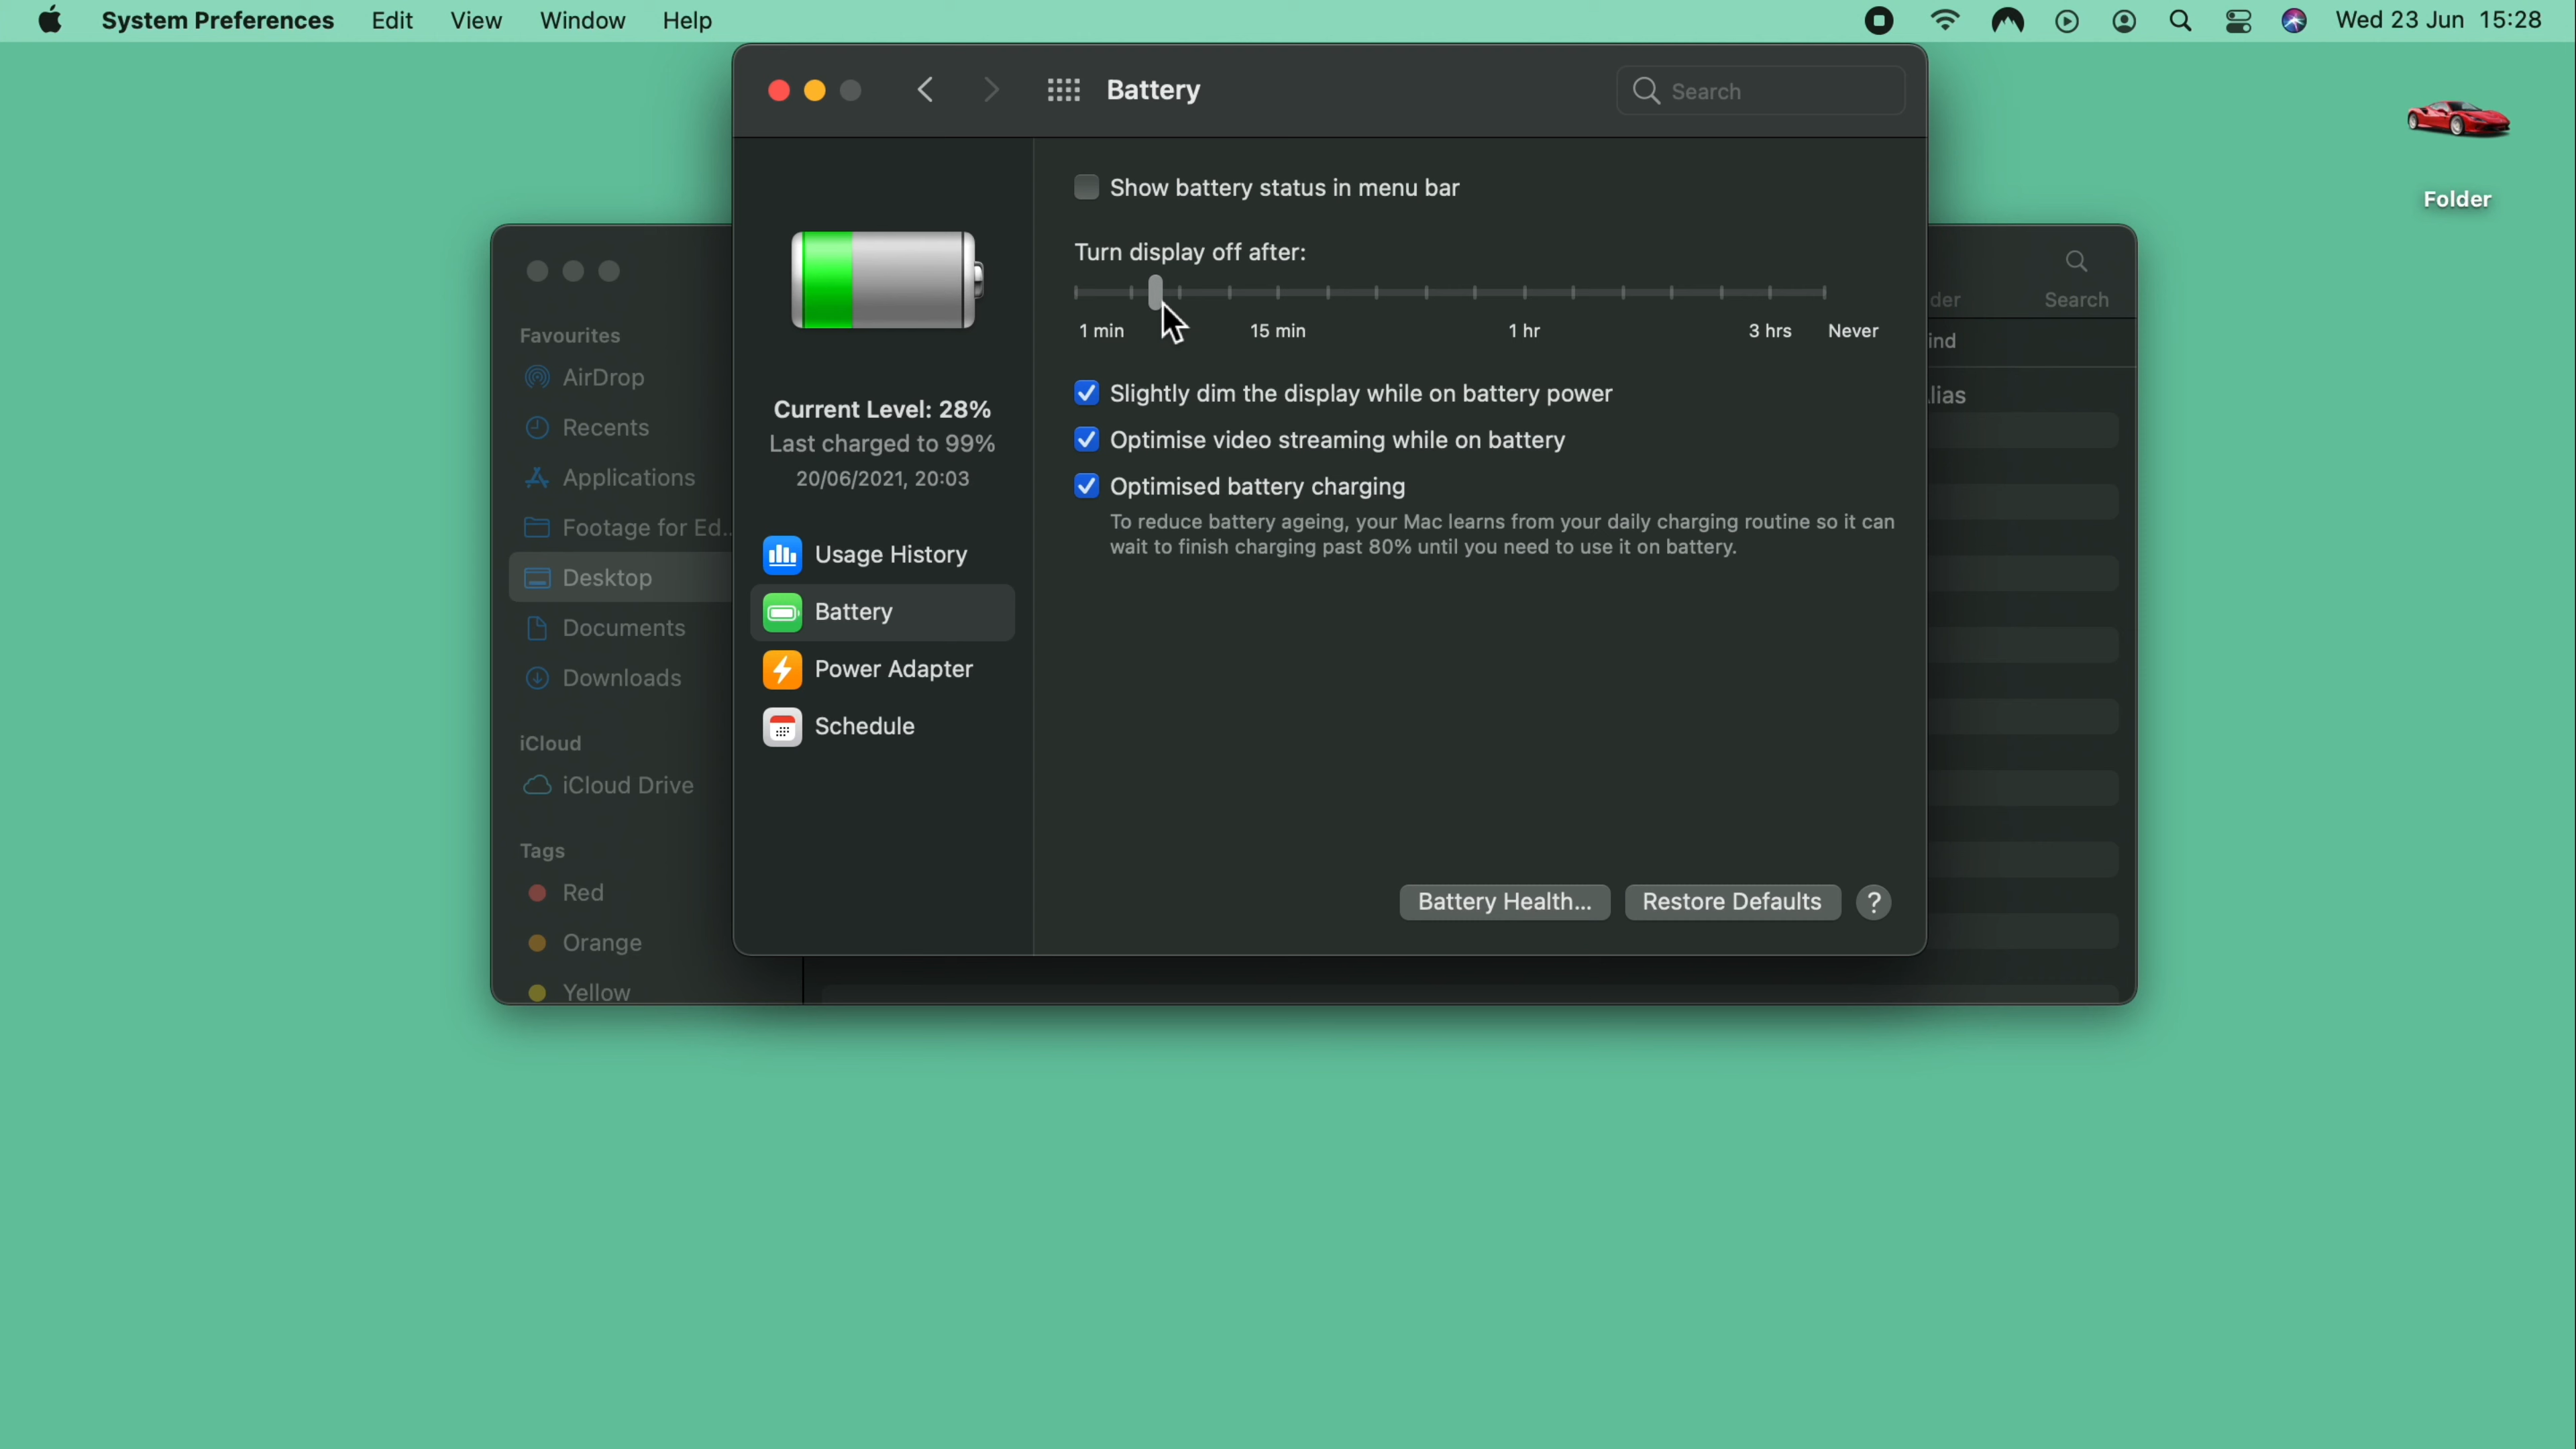 System Preferences Edit View Window Help Wed 23 Jun 15:28
Battery
Search
Folder
Show battery status in menu bar
Turn display off after:
1 min 15 min 1 hr 3 hrs Never
Slightly dim the display while on battery power
Optimise video streaming while on battery
Optimised battery charging
To reduce battery ageing, your Mac learns from your daily charging routine so it can
wait to finish charging past 80% until you need to use it on battery.
Battery Health... Restore Defaults ?
Current Level: 28%
Last charged to 99%
20/06/2021, 20:03
Usage History
Battery
Power Adapter
Schedule
Favourites
AirDrop
Recents
Applications
Footage for Ed...
Desktop
Documents
Downloads
iCloud
iCloud Drive
Tags
Red
Orange
Yellow
Search